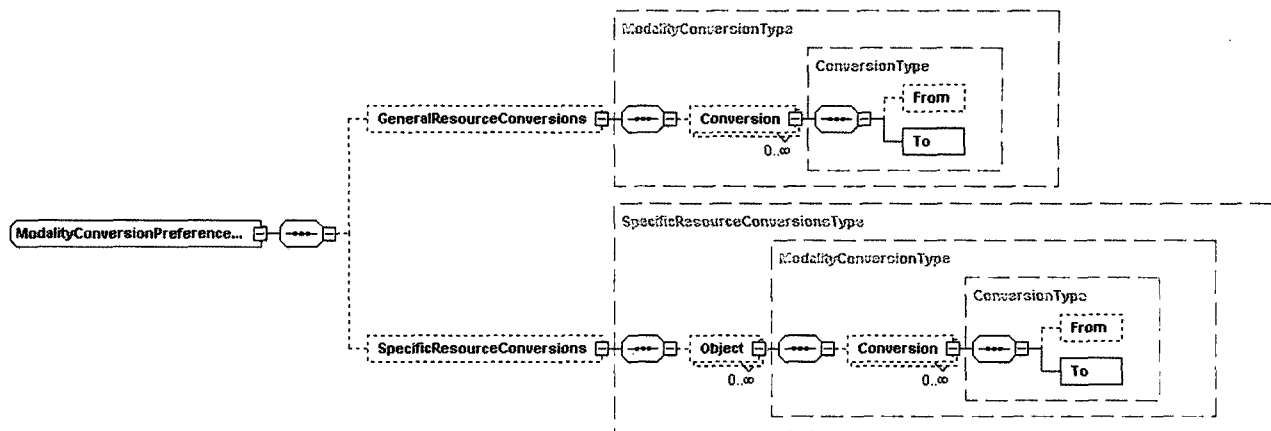 ModalityConversionType
ConversionType
From
GeneralResourceConversions
Conversion
0..∞
To
SpecificResourceConversionsType
ModalityConversionPreference...
ModalityConversionType
ConversionType
From
SpecificResourceConversions
Object
0..∞
Conversion
0..∞
To